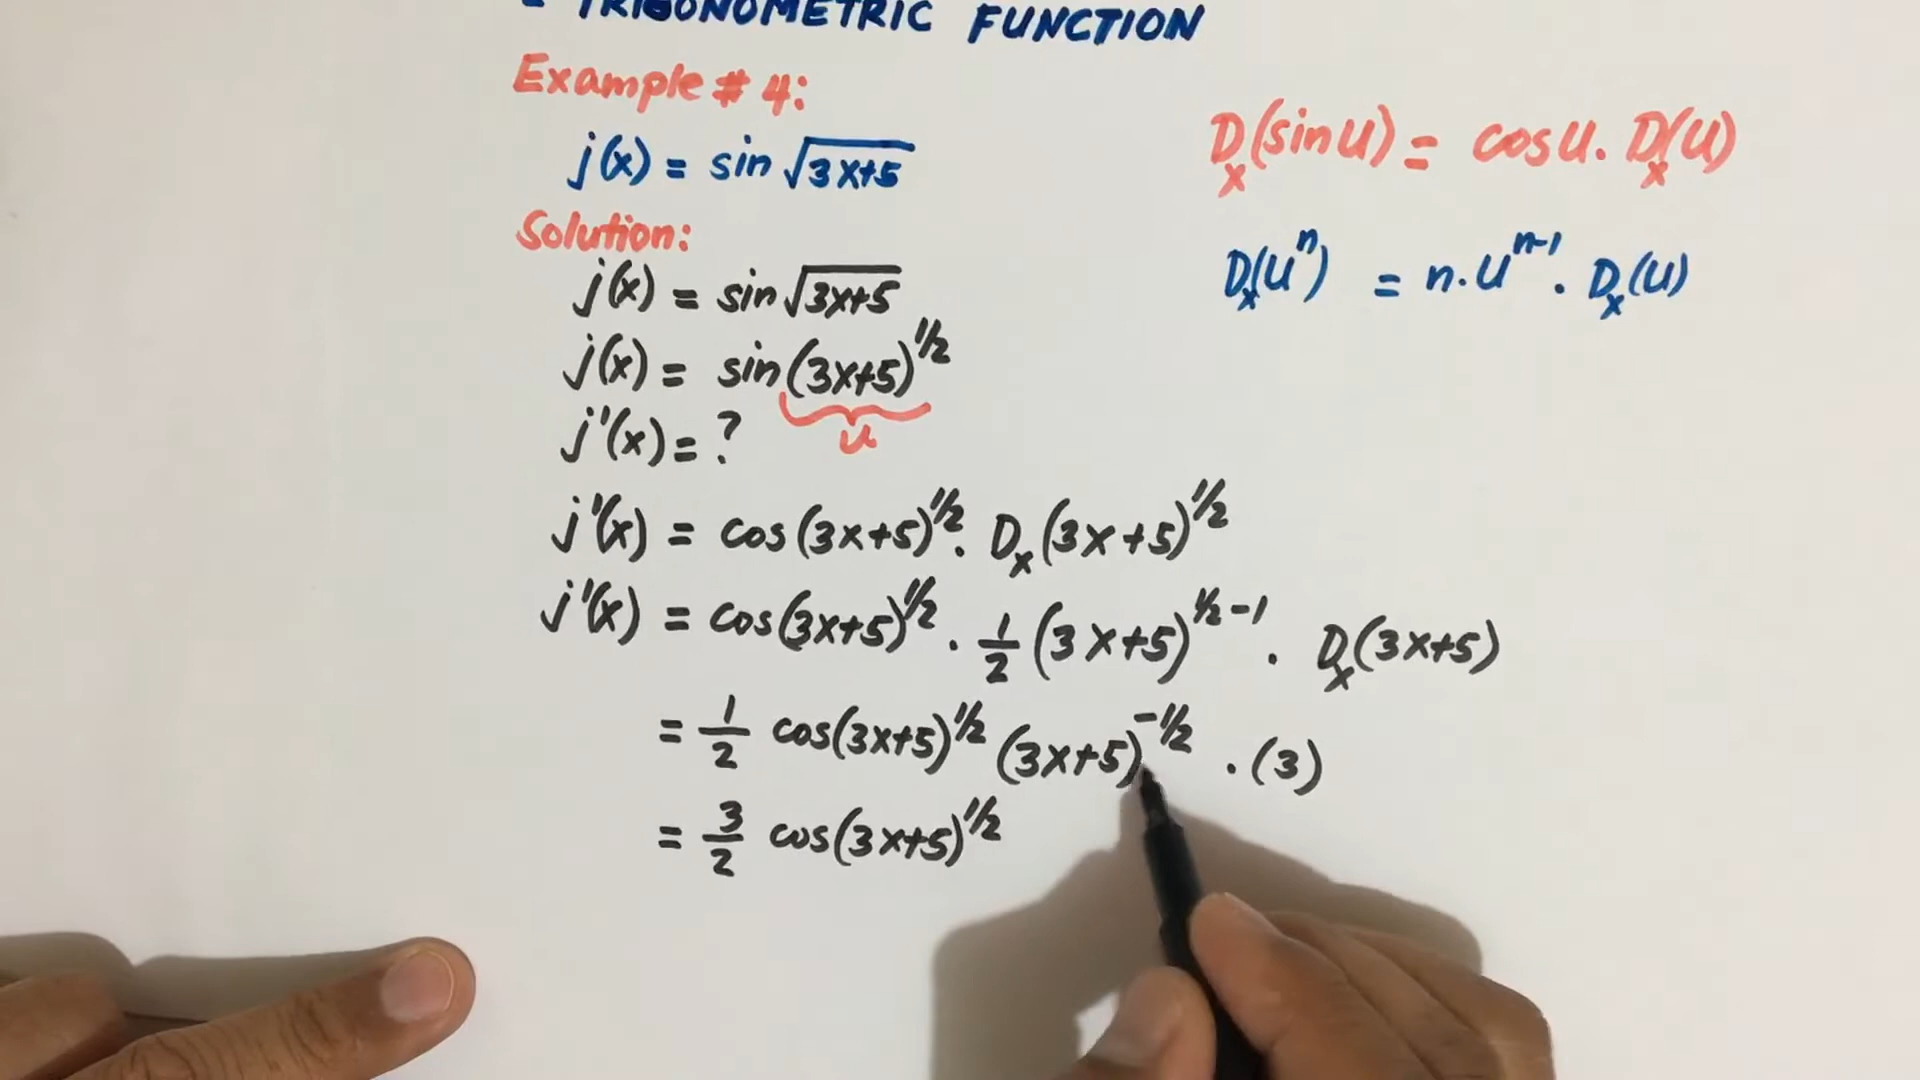 - TRIGONOMETRIC FUNCTION
Example # 4:
j(x) = sin √(3x+5)
Solution:
j(x) = sin √(3x+5)
j(x) = sin (3x+5)^1/2
u
j'(x) = ?
j'(x) = cos (3x+5)^1/2 . Dx (3x+5)^1/2
j'(x) = cos (3x+5)^1/2 . 1/2 (3x+5)^1/2-1 . Dx (3x+5)
= 1/2 cos(3x+5)^1/2 (3x+5)^-1/2 . (3)
= 3/2 cos(3x+5)^1/2
Dx(sin u) = cos u. Dx(u)
Dx(u^n) = n.u^n-1 . Dx(u)